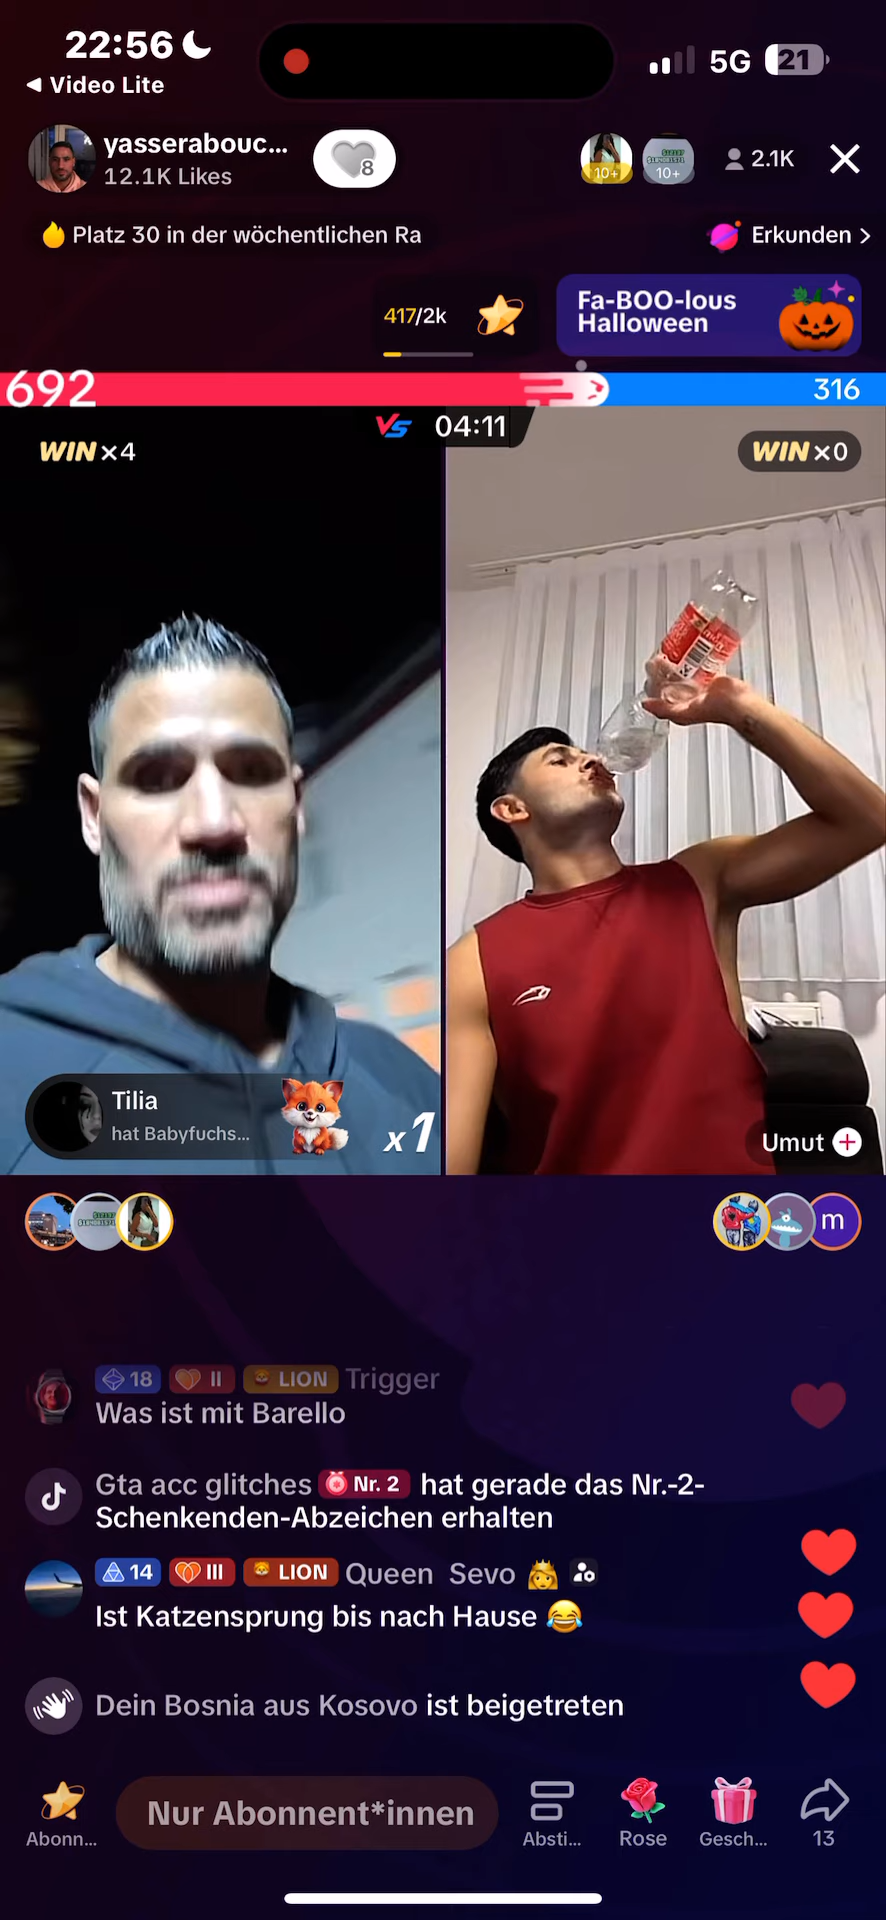 22:56
5G
21
Video Lite
yasserabouc...
12.1K Likes
8
10+
10+
2.1K
Platz 30 in der wöchentlichen Ra
Erkunden
417/2k
Fa-BOO-lous
Halloween
692
316
VS
04:11
WIN ×4
WIN ×0
Tilia
hat Babyfuchs...
x1
Umut
m
18
II
LION
Trigger
Was ist mit Barello
Gta acc glitches Nr. 2 hat gerade das Nr.-2-
Schenkenden-Abzeichen erhalten
14
III
LION
Queen Sevo 👸
Ist Katzensprung bis nach Hause 😂
Dein Bosnia aus Kosovo ist beigetreten
Abonn...
Nur Abonnent*innen
Absti...
Rose
Gesch...
13